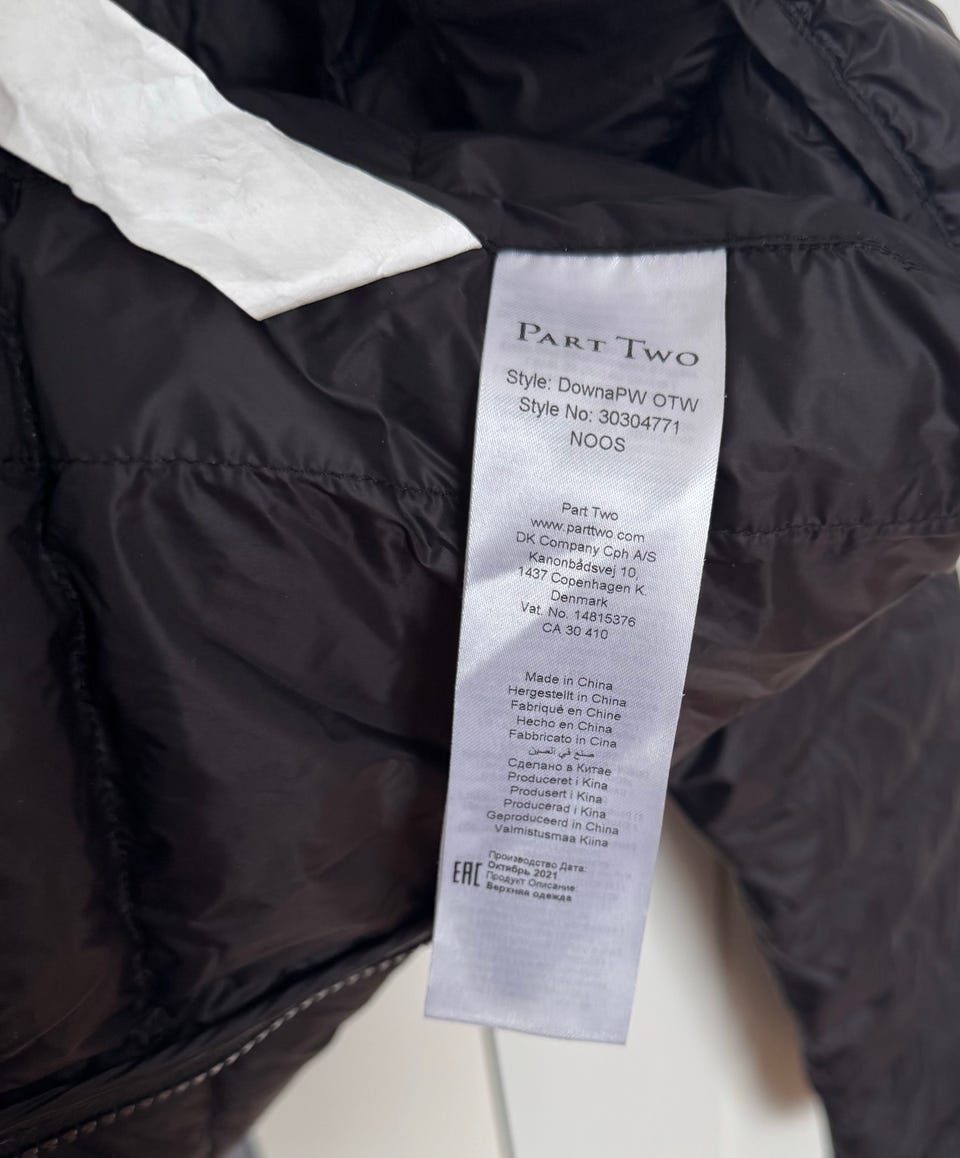 PART TWO
Style: DownaPW OTW
Style No: 30304771
NOOS
Part Two
www.parttwo.com
DK Company Cph A/S
Kanonbådsvej 10,
1437 Copenhagen K.
Denmark
Vat. No. 14815376
CA 30 410
Made in China
Hergestellt in China
Fabriqué en Chine
Hecho en China
Fabbricato in Cina
صنع في الصين
Сделано в Китае
Produceret i Kina
Produsert i Kina
Producerad i Kina
Geproduceerd in China
Valmistusmaa Kiina
EAC
Производство Дата:
Октябрь 2021
Продукт Описание:
Верхняя одежда